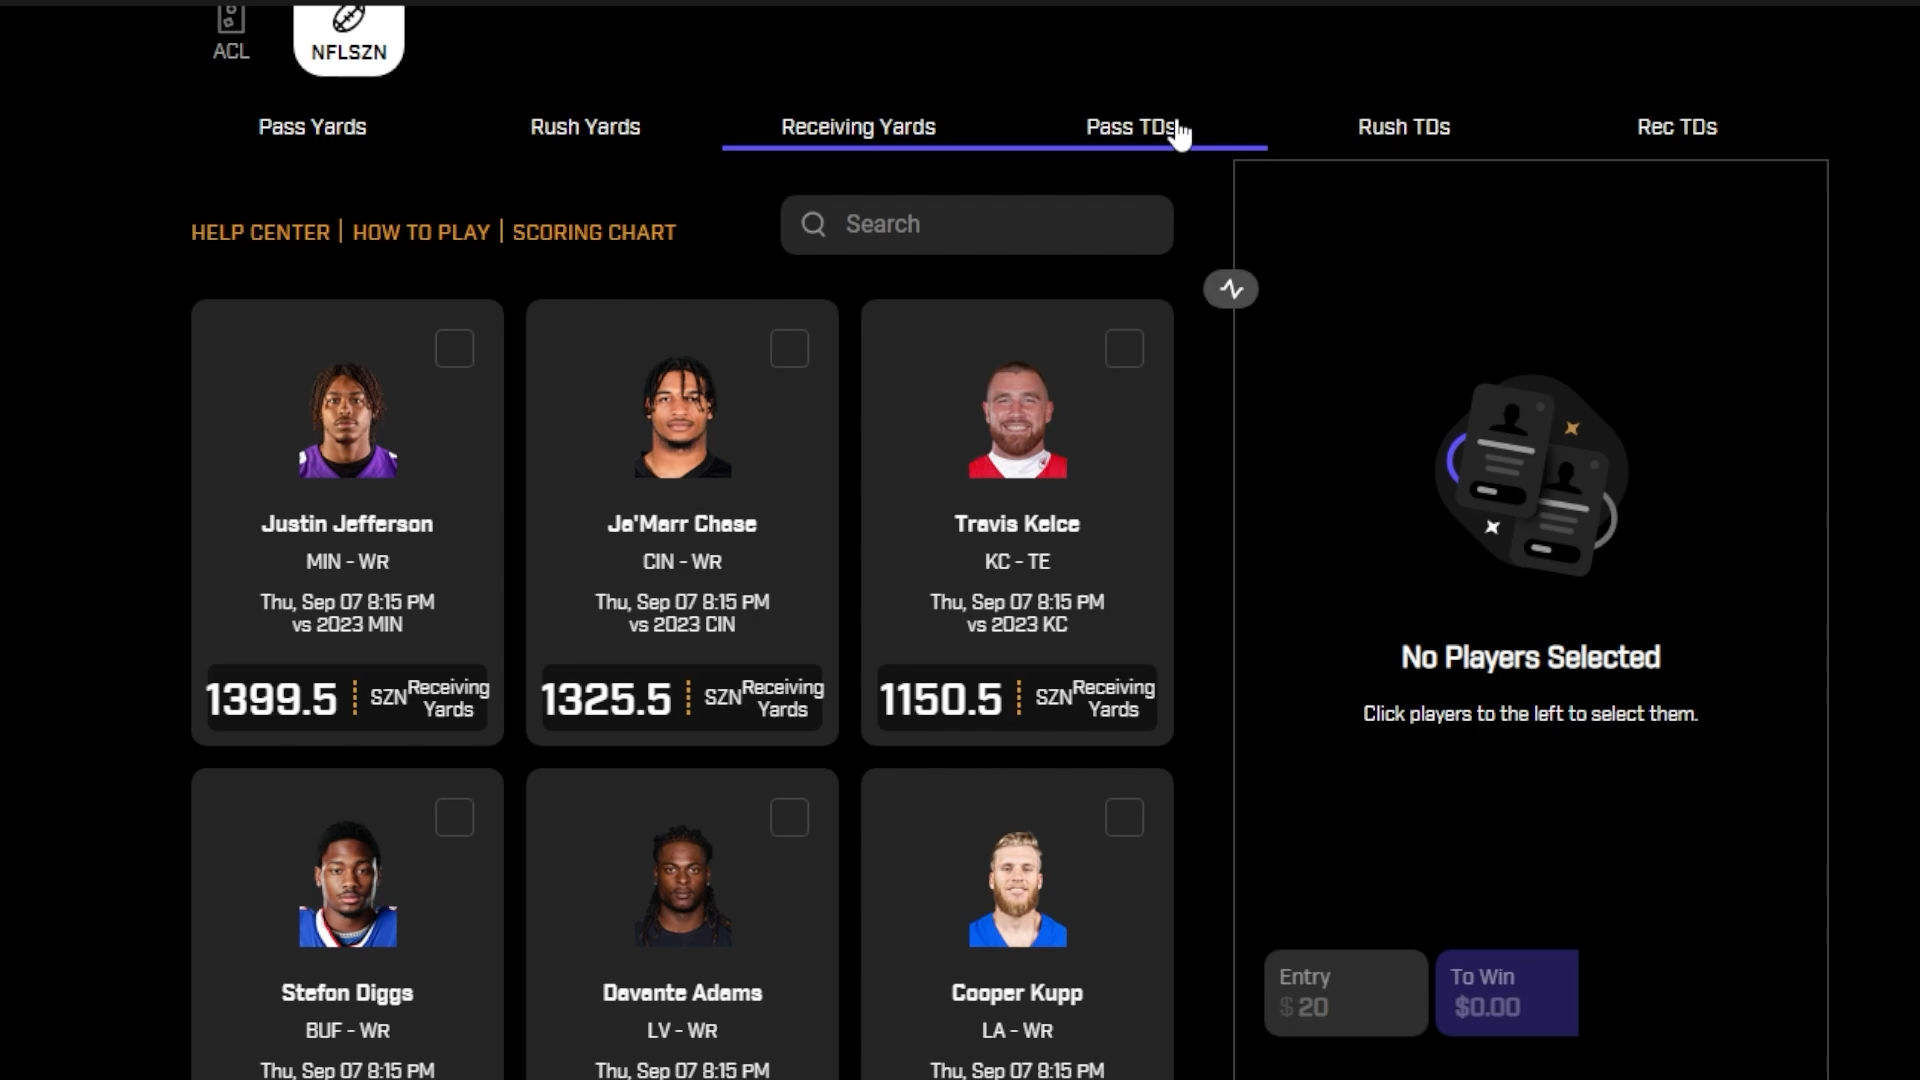 ACL
NFLSZN
Pass Yards
Rush Yards
Receiving Yards
Pass TDs
Rush TDs
Rec TDs
HELP CENTER | HOW TO PLAY | SCORING CHART
Search
Justin Jefferson
MIN - WR
Thu, Sep 07 8:15 PM
vs 2023 MIN
1399.5
SZN
Receiving
Yards
Ja'Marr Chase
CIN - WR
Thu, Sep 07 8:15 PM
vs 2023 CIN
1325.5
SZN
Receiving
Yards
Travis Kelce
KC - TE
Thu, Sep 07 8:15 PM
vs 2023 KC
1150.5
SZN
Receiving
Yards
Stefon Diggs
BUF - WR
Thu, Sep 07 8:15 PM
Davante Adams
LV - WR
Thu, Sep 07 8:15 PM
Cooper Kupp
LA - WR
Thu, Sep 07 8:15 PM
No Players Selected
Click players to the left to select them.
Entry
$ 20
To Win
$0.00